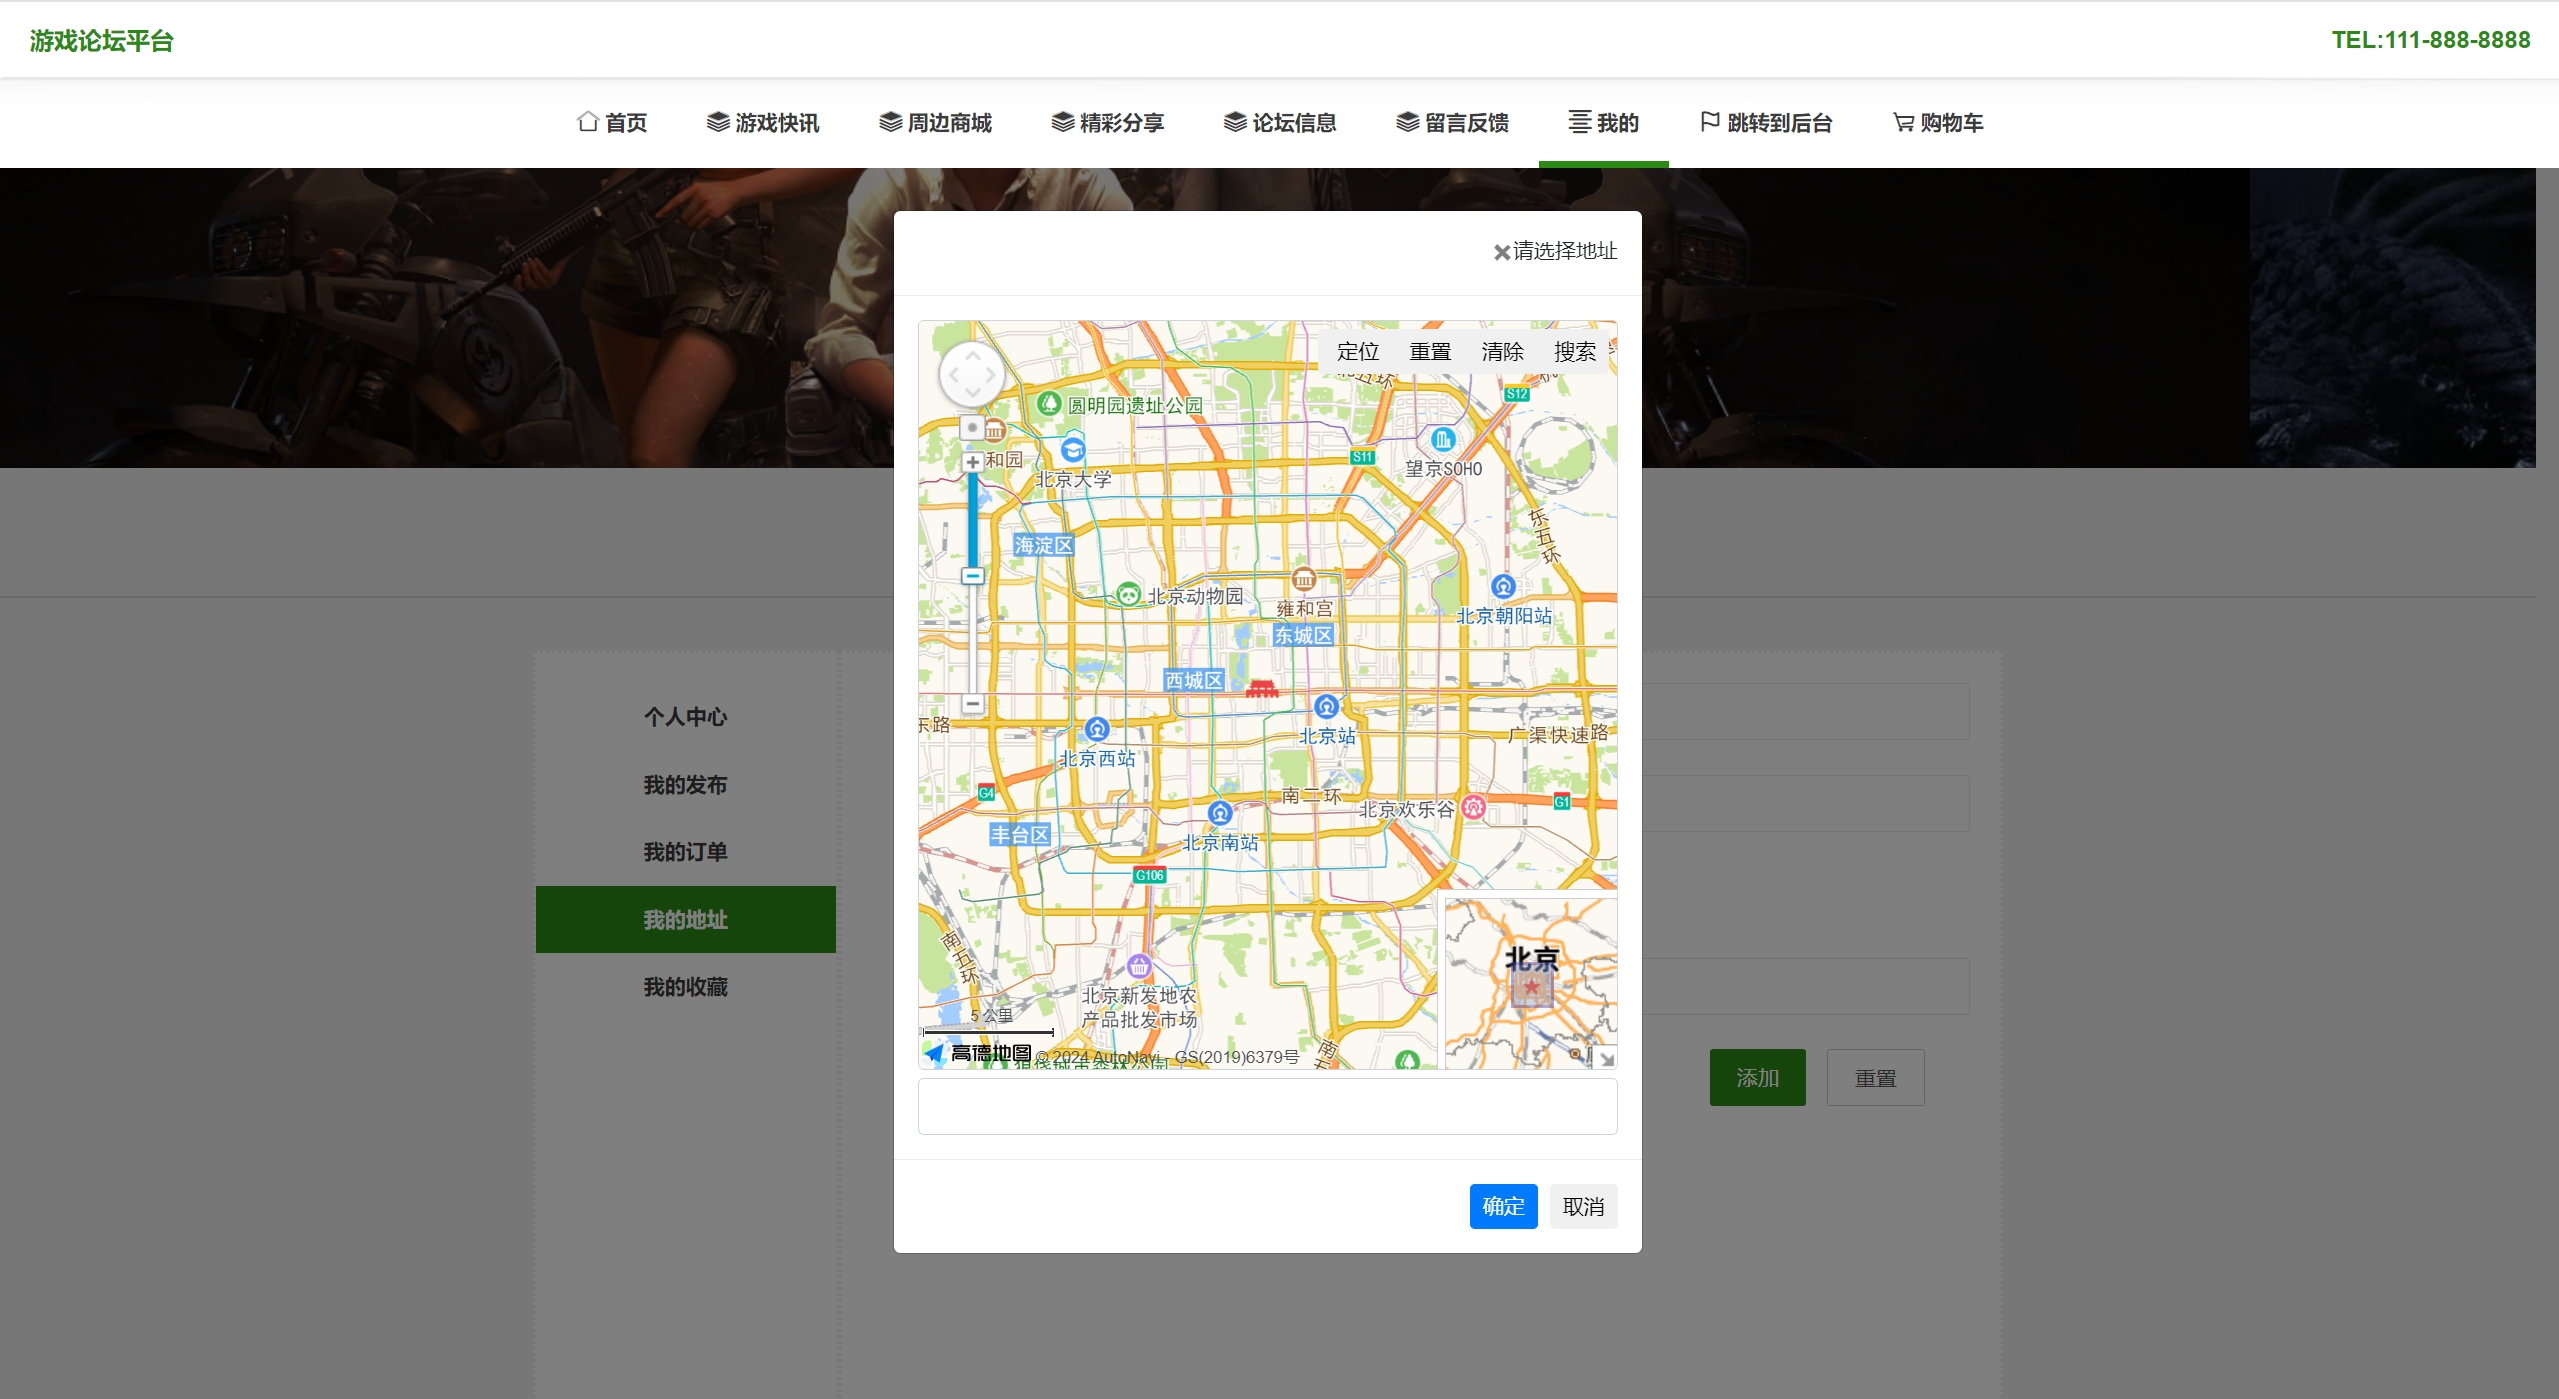 游戏论坛平台
TEL:111-888-8888
首页 游戏快讯 周边商城 精彩分享 论坛信息 留言反馈 我的 跳转到后台 购物车
请选择地址
定位 重置 清除 搜索
S12
圆明园遗址公园
和园
北京大学
S11
望京SOHO
东五环
海淀区
北京动物园
雍和宫
北京朝阳站
东城区
西城区
东路
北京站
广渠快速路
北京西站
G4
南二环
北京欢乐谷
G1
丰台区
北京南站
G106
南五环
北京
北京新发地农
产品批发市场
5 公里
高德地图 © 2024 AutoNavi - GS(2019)6379号
南五
个人中心
我的发布
我的订单
我的地址
我的收藏
添加 重置
确定 取消